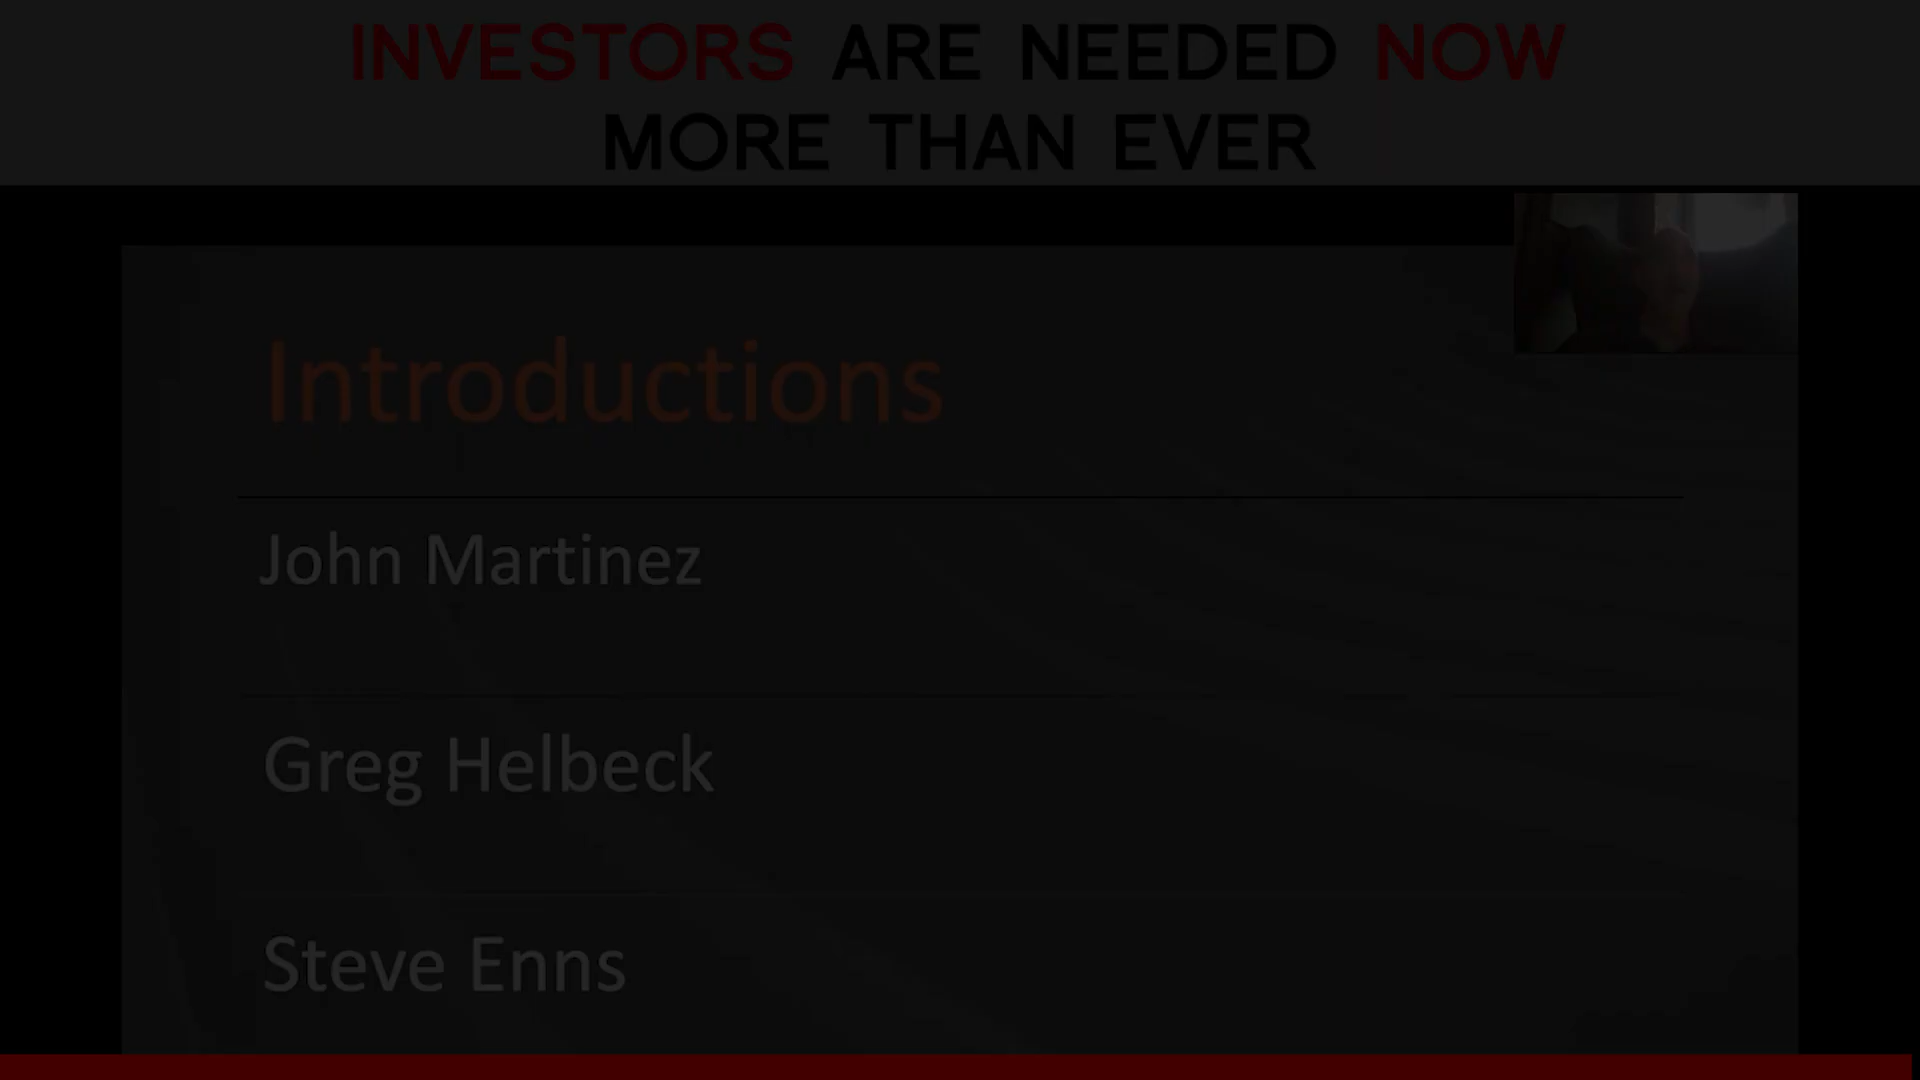 INVESTORS ARE NEEDED NOW
MORE THAN EVER
Introductions
John Martinez
Greg Helbeck
Steve Enns